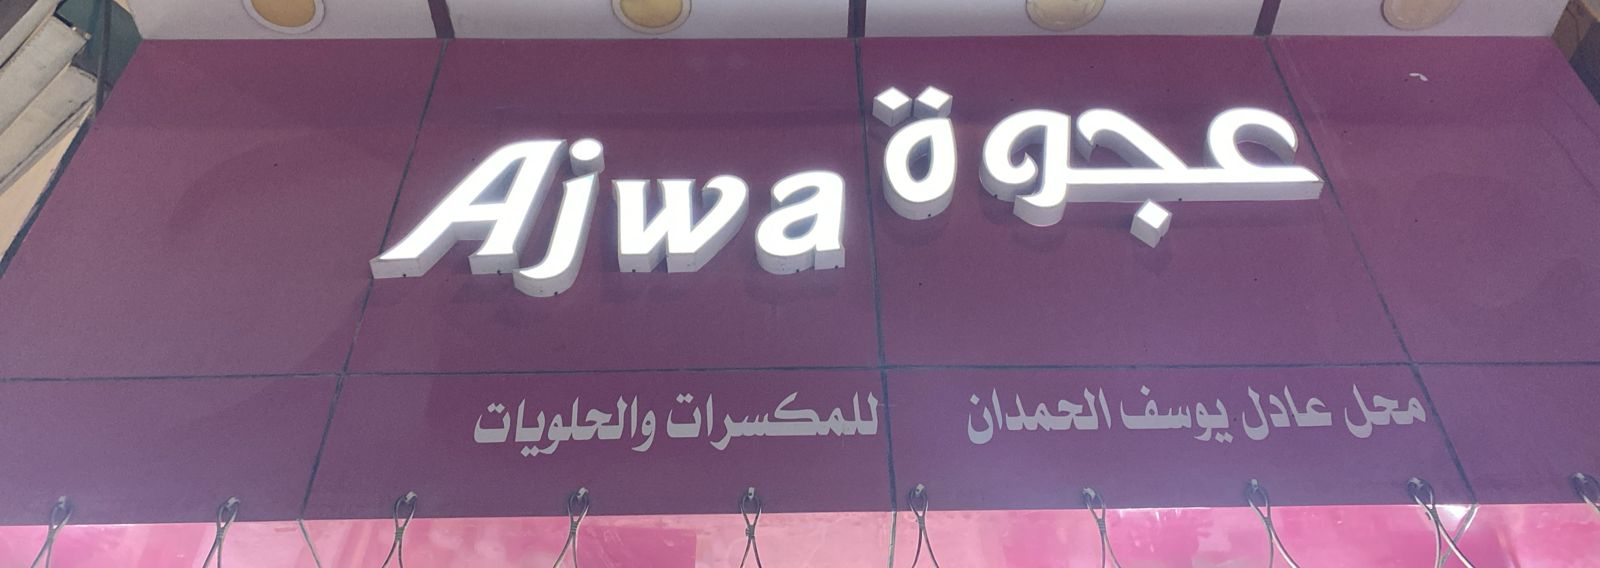 عجوة Ajwa
محل عادل يوسف الحمدان للمكسرات والحلويات